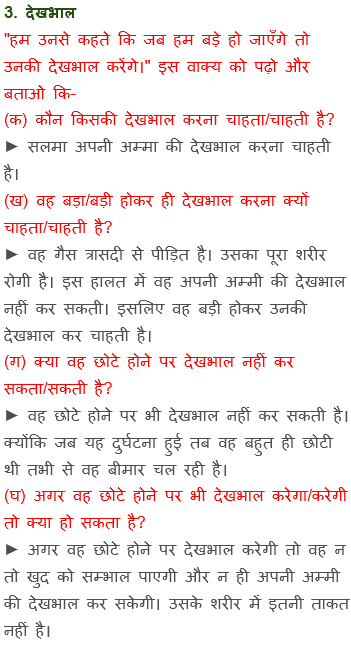 3. देखभाल
"हम उनसे कहते कि जब हम बड़े हो जाएँगे तो
उनकी देखभाल करेंगे।" इस वाक्य को पढ़ो और
बताओ कि-
(क) कौन किसकी देखभाल करना चाहता/चाहती है?
► सलमा अपनी अम्मा की देखभाल करना चाहती
है।
(ख) वह बड़ा/बड़ी होकर ही देखभाल करना क्यों
चाहता/चाहती है?
► वह गैस त्रासदी से पीड़ित है। उसका पूरा शरीर
रोगी है। इस हालत में वह अपनी अम्मी की देखभाल
नहीं कर सकती। इसलिए वह बड़ी होकर उनकी
देखभाल कर चाहती है।
(ग) क्या वह छोटे होने पर देखभाल नहीं कर
सकता/सकती है?
► वह छोटे होने पर भी देखभाल नहीं कर सकती है।
क्योंकि जब यह दुर्घटना हुई तब वह बहुत ही छोटी
थी तभी से वह बीमार चल रही है।
(घ) अगर वह छोटे होने पर भी देखभाल करेगा/करेगी
तो क्या हो सकता है?
► अगर वह छोटे होने पर देखभाल करेगी तो वह न
तो खुद को सम्भाल पाएगी और न ही अपनी अम्मी
की देखभाल कर सकेगी। उसके शरीर में इतनी ताकत
नहीं है।